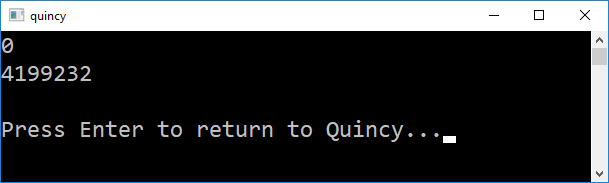 quincy
0
4199232
Press Enter to return to Quincy...